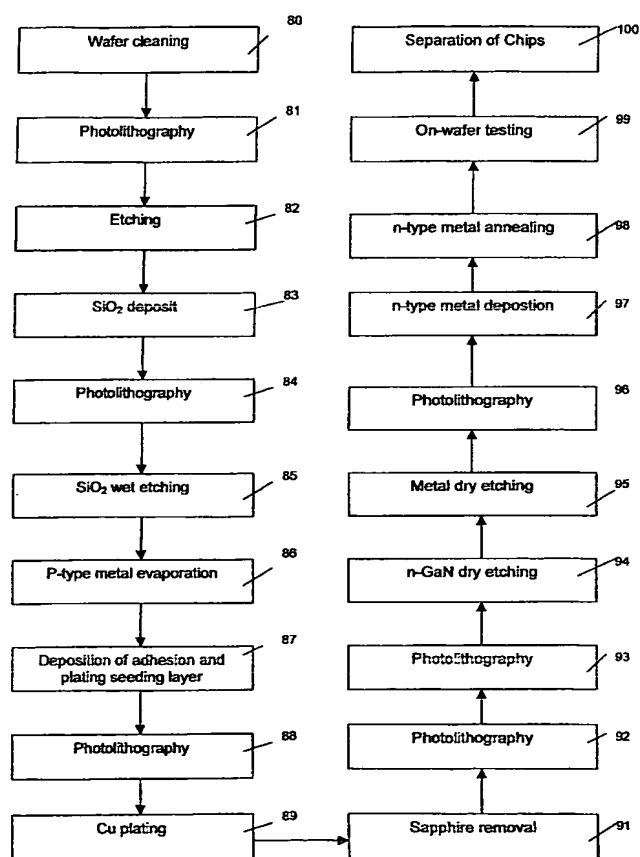 Wafer cleaning
80
Photolithography
81
Etching
82
SiO₂ deposit
83
Photolithography
84
SiO₂ wet etching
85
P-type metal evaporation
86
Deposition of adhesion and
plating seeding layer
87
Photolithography
88
Cu plating
89
Sapphire removal
91
Photolithography
92
Photolithography
93
n-GaN dry etching
94
Metal dry etching
95
Photolithography
96
n-type metal depostion
97
n-type metal annealing
98
On-wafer testing
99
Separation of Chips
100